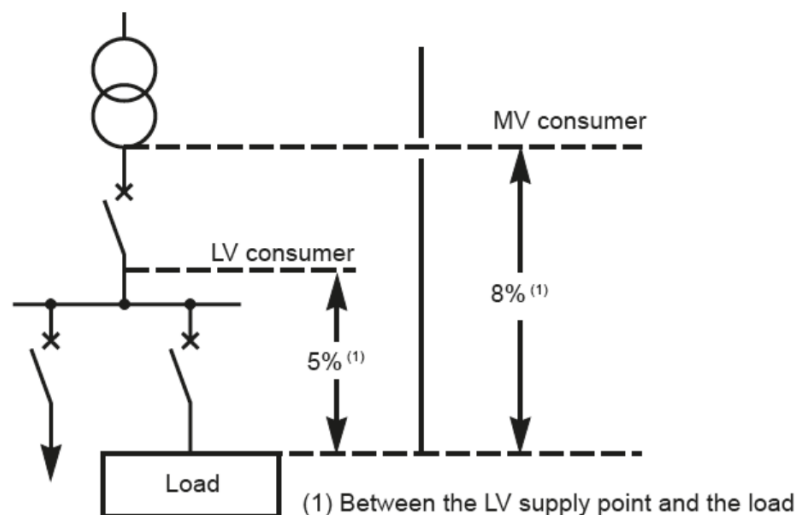 MV consumer
LV consumer
8% (1)
5% (1)
Load
(1) Between the LV supply point and the load